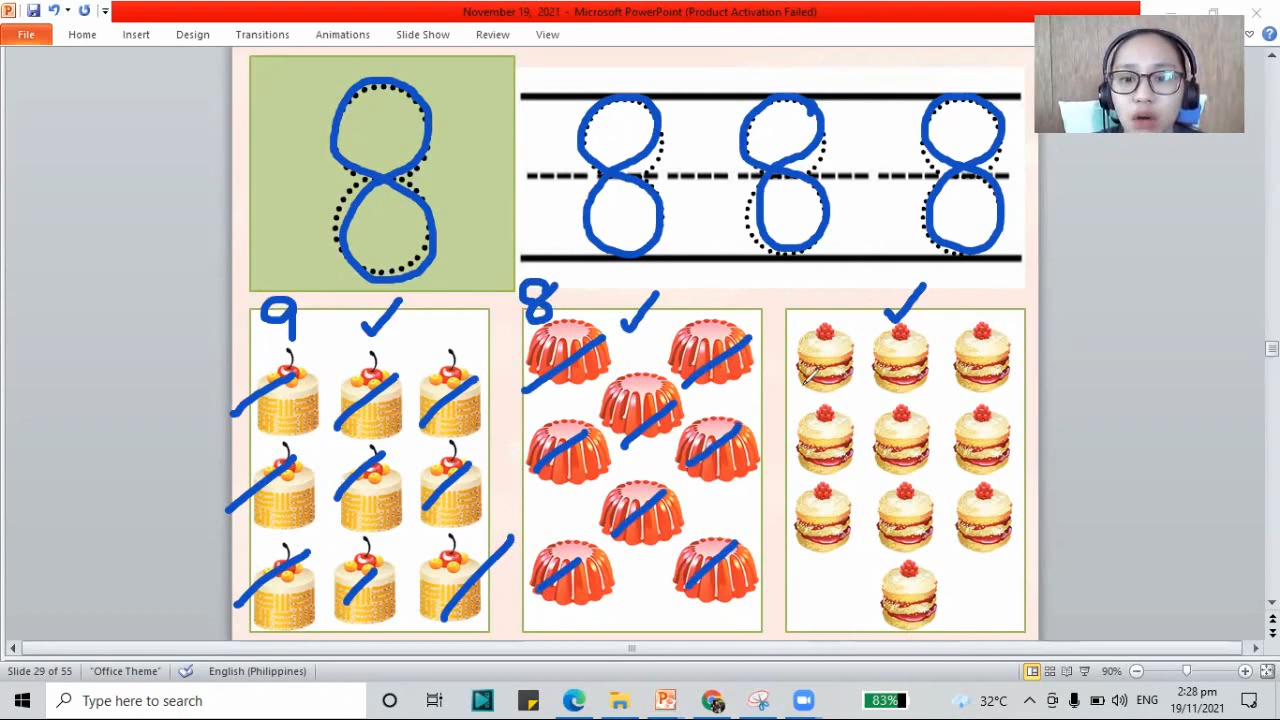 November 19, 2021 - Microsoft PowerPoint (Product Activation Failed)
File Home Insert Design Transitions Animations Slide Show Review View
8 8 8 8
9 8
Slide 29 of 55 "Office Theme" English (Philippines) 90%
Type here to search 83% 32°C ENG 2:28 pm
19/11/2021